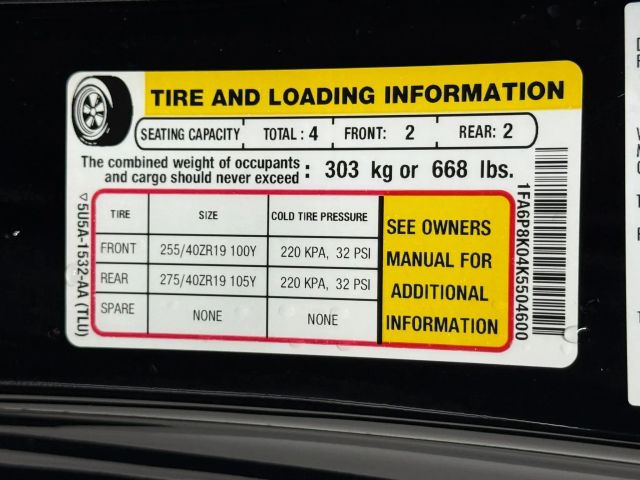 TIRE AND LOADING INFORMATION
SEATING CAPACITY TOTAL : 4 FRONT: 2 REAR: 2
The combined weight of occupants
and cargo should never exceed : 303 kg or 668 lbs.
TIRE SIZE COLD TIRE PRESSURE
FRONT 255/40ZR19 100Y 220 KPA, 32 PSI
REAR 275/40ZR19 105Y 220 KPA, 32 PSI
SPARE NONE NONE
SEE OWNERS
MANUAL FOR
ADDITIONAL
INFORMATION
▽5U5A-1532-AA (TLU)
1FA6P8K04K5504600